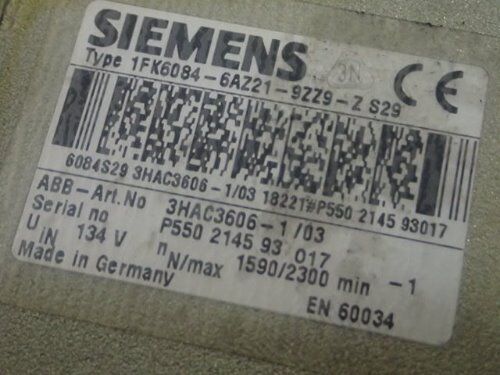 SIEMENS 3N CE
Type 1FK6084-6AZ21-9ZZ9-Z S29
6084S29 3HAC3606-1/03 18221#P550 2145 93017
ABB-Art.No 3HAC3606-1/03
Serial no P550 2145 93 017
U IN 134 V n N/max 1590/2300 min -1
Made in Germany
EN 60034